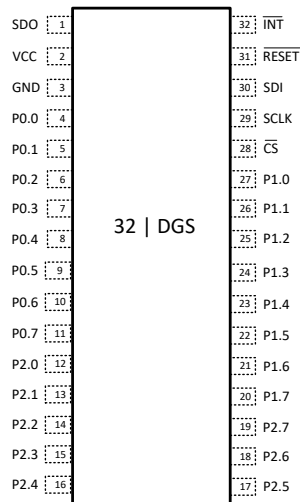 SDO 1 32 I̅N̅T̅
VCC 2 31 R̅E̅S̅E̅T̅
GND 3 30 SDI
P0.0 4 29 SCLK
P0.1 5 28 C̅S̅
P0.2 6 27 P1.0
P0.3 7 26 P1.1
P0.4 8 32 | DGS 25 P1.2
P0.5 9 24 P1.3
P0.6 10 23 P1.4
P0.7 11 22 P1.5
P2.0 12 21 P1.6
P2.1 13 20 P1.7
P2.2 14 19 P2.7
P2.3 15 18 P2.6
P2.4 16 17 P2.5